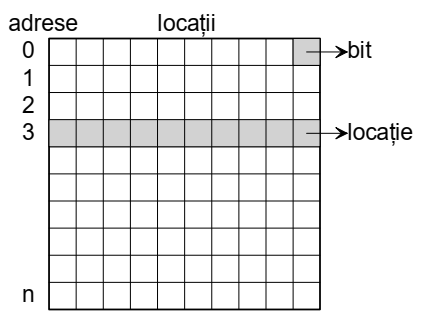 adrese locații
0 bit
1
2
3 locație
n